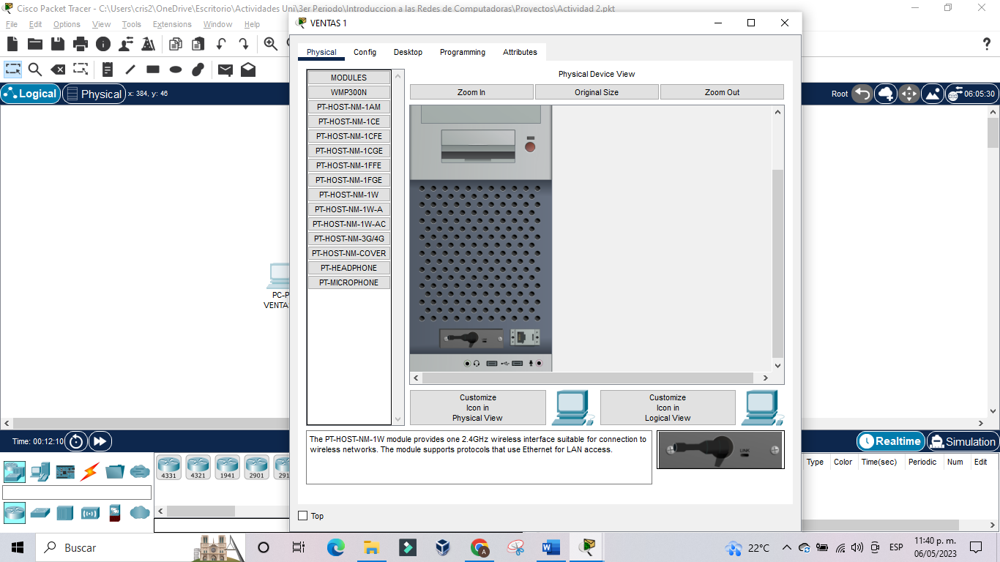 Cisco Packet Tracer - C:\Users\cris2\OneDrive\Escritorio\Actividades Uni\3er Periodo\Introduccion a las Redes de Computadoras\Proyectos\Actividad 2.pkt
File Edit Options View Tools Extensions Window Help
VENTAS 1
Physical Config Desktop Programming Attributes
Logical Physical x: 384, y: 46
Root 06:05:30
MODULES
WMP300N
PT-HOST-NM-1AM
PT-HOST-NM-1CE
PT-HOST-NM-1CFE
PT-HOST-NM-1CGE
PT-HOST-NM-1FFE
PT-HOST-NM-1FGE
PT-HOST-NM-1W
PT-HOST-NM-1W-A
PT-HOST-NM-1W-AC
PT-HOST-NM-3G/4G
PT-HOST-NM-COVER
PT-HEADPHONE
PT-MICROPHONE
Physical Device View
Zoom In Original Size Zoom Out
PC-P
VENTAS
Customize
Icon in
Physical View
Customize
Icon in
Logical View
The PT-HOST-NM-1W module provides one 2.4GHz wireless interface suitable for connection to
wireless networks. The module supports protocols that use Ethernet for LAN access.
LINK
Top
Time: 00:12:10
Realtime Simulation
4331 4321 1941 2901 291
Type Color Time(sec) Periodic Num Edit
Buscar
22°C
ESP
11:40 p. m.
06/05/2023